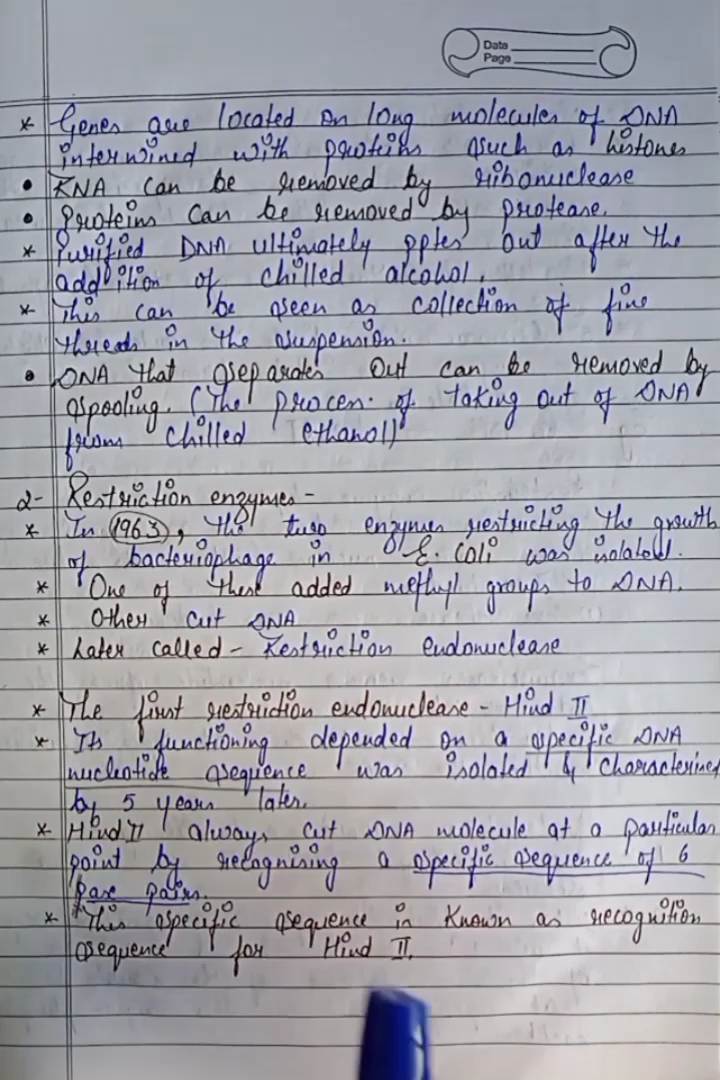 Date
Page
* Genes are located on long molecules of DNA
interwined with proteins such as histones
• RNA can be removed by ribonuclease
• Proteins can be removed by protease.
* Purified DNA ultimately pptes out after the
addition of chilled alcohol.
* This can be seen as collection of fine
threads in the suspension.
• DNA that seperates out can be removed by
spooling. (The process of taking out of DNA
from chilled ethanol)
2- Restriction enzymes -
* In 1963, the two enzymes restricting the growth
of bacteriophage in E. Coli was isolated.
* One of these added methyl groups to DNA.
* Other cut DNA
* Later called - Restriction endonuclease
* The first restriction endonuclease - Hind II
* Its functioning depended on a specific DNA
nucleotide sequence was isolated & characterised
by 5 years later.
* Hind II always cut DNA molecule at a particular
point by recognising a specific sequence of 6
base pairs.
* This specific sequence is known as recognition
sequence for Hind II.